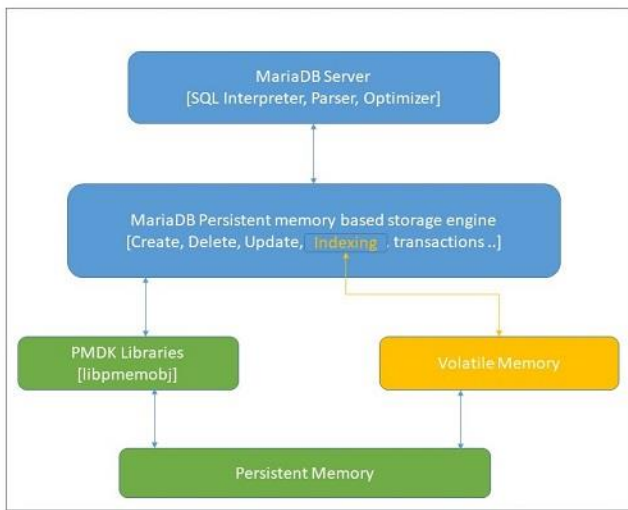 MariaDB Server
[SQL Interpreter, Parser, Optimizer]
MariaDB Persistent memory based storage engine
[Create, Delete, Update, Indexing, transactions ..]
PMDK Libraries
[libpmemobj]
Volatile Memory
Persistent Memory